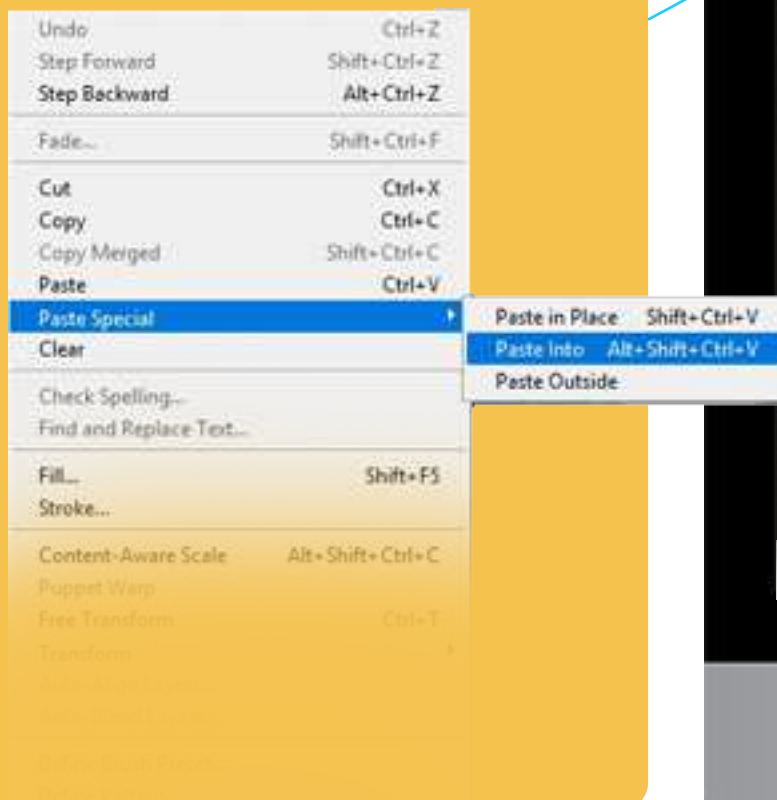 Undo Ctrl+Z
Step Forward Shift+Ctrl+Z
Step Backward Alt+Ctrl+Z
Fade... Shift+Ctrl+F
Cut Ctrl+X
Copy Ctrl+C
Copy Merged Shift+Ctrl+C
Paste Ctrl+V
Paste Special
Paste in Place Shift+Ctrl+V
Paste Into Alt+Shift+Ctrl+V
Paste Outside
Clear
Check Spelling...
Find and Replace Text...
Fill... Shift+F5
Stroke...
Content-Aware Scale Alt+Shift+Ctrl+C
Puppet Warp
Free Transform Ctrl+T
Transform